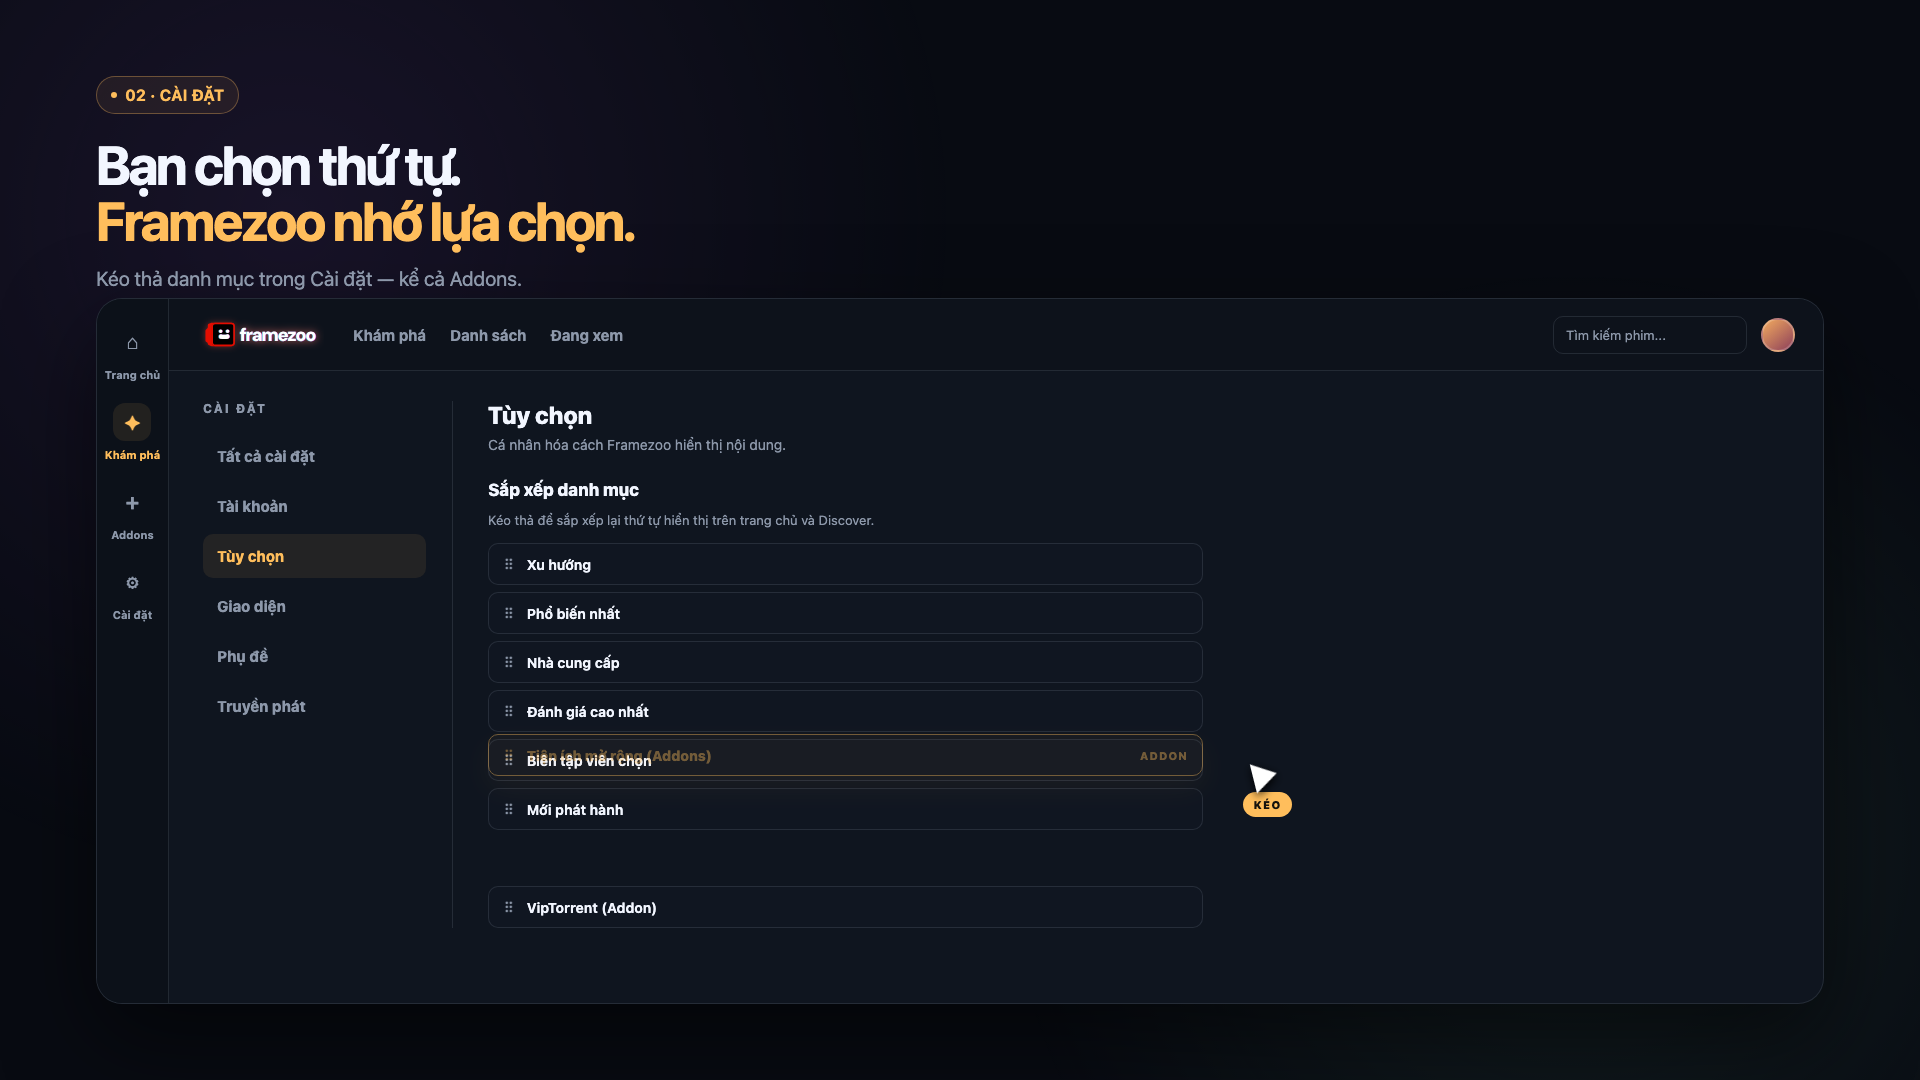 02 · CÀI ĐẶT
Bạn chọn thứ tự.
Framezoo nhớ lựa chọn.
Kéo thả danh mục trong Cài đặt — kể cả Addons.
framezoo
Khám phá
Danh sách
Đang xem
Tìm kiếm phim...
Trang chủ
Khám phá
Addons
Cài đặt
CÀI ĐẶT
Tất cả cài đặt
Tài khoản
Tùy chọn
Giao diện
Phụ đề
Truyền phát
Tùy chọn
Cá nhân hóa cách Framezoo hiển thị nội dung.
Sắp xếp danh mục
Kéo thả để sắp xếp lại thứ tự hiển thị trên trang chủ và Discover.
Xu hướng
Phổ biến nhất
Nhà cung cấp
Đánh giá cao nhất
Tiện ích mở rộng (Addons)
ADDON
Biên tập viên chọn
Mới phát hành
VipTorrent (Addon)
KÉO